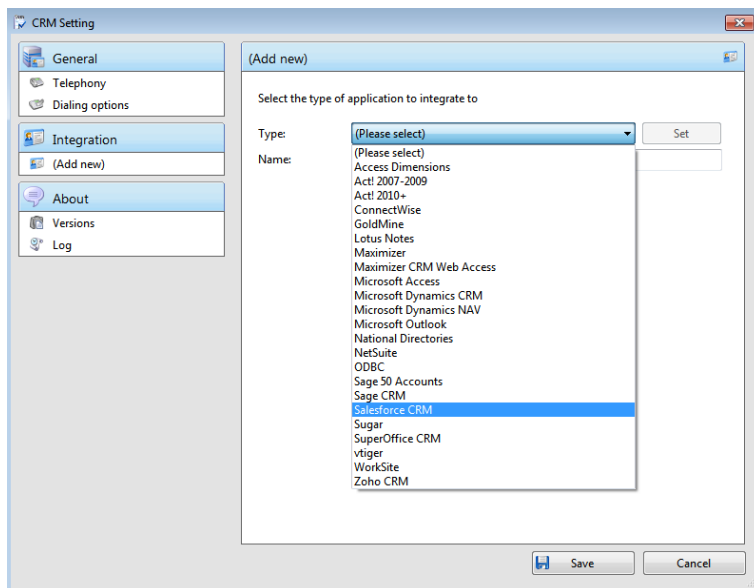 CRM Setting
General
Telephony
Dialing options
Integration
(Add new)
About
Versions
Log
(Add new)
Select the type of application to integrate to
Type:
(Please select)
Set
Name:
(Please select)
Access Dimensions
Act! 2007-2009
Act! 2010+
ConnectWise
GoldMine
Lotus Notes
Maximizer
Maximizer CRM Web Access
Microsoft Access
Microsoft Dynamics CRM
Microsoft Dynamics NAV
Microsoft Outlook
National Directories
NetSuite
ODBC
Sage 50 Accounts
Sage CRM
Salesforce CRM
Sugar
SuperOffice CRM
vtiger
WorkSite
Zoho CRM
Save
Cancel